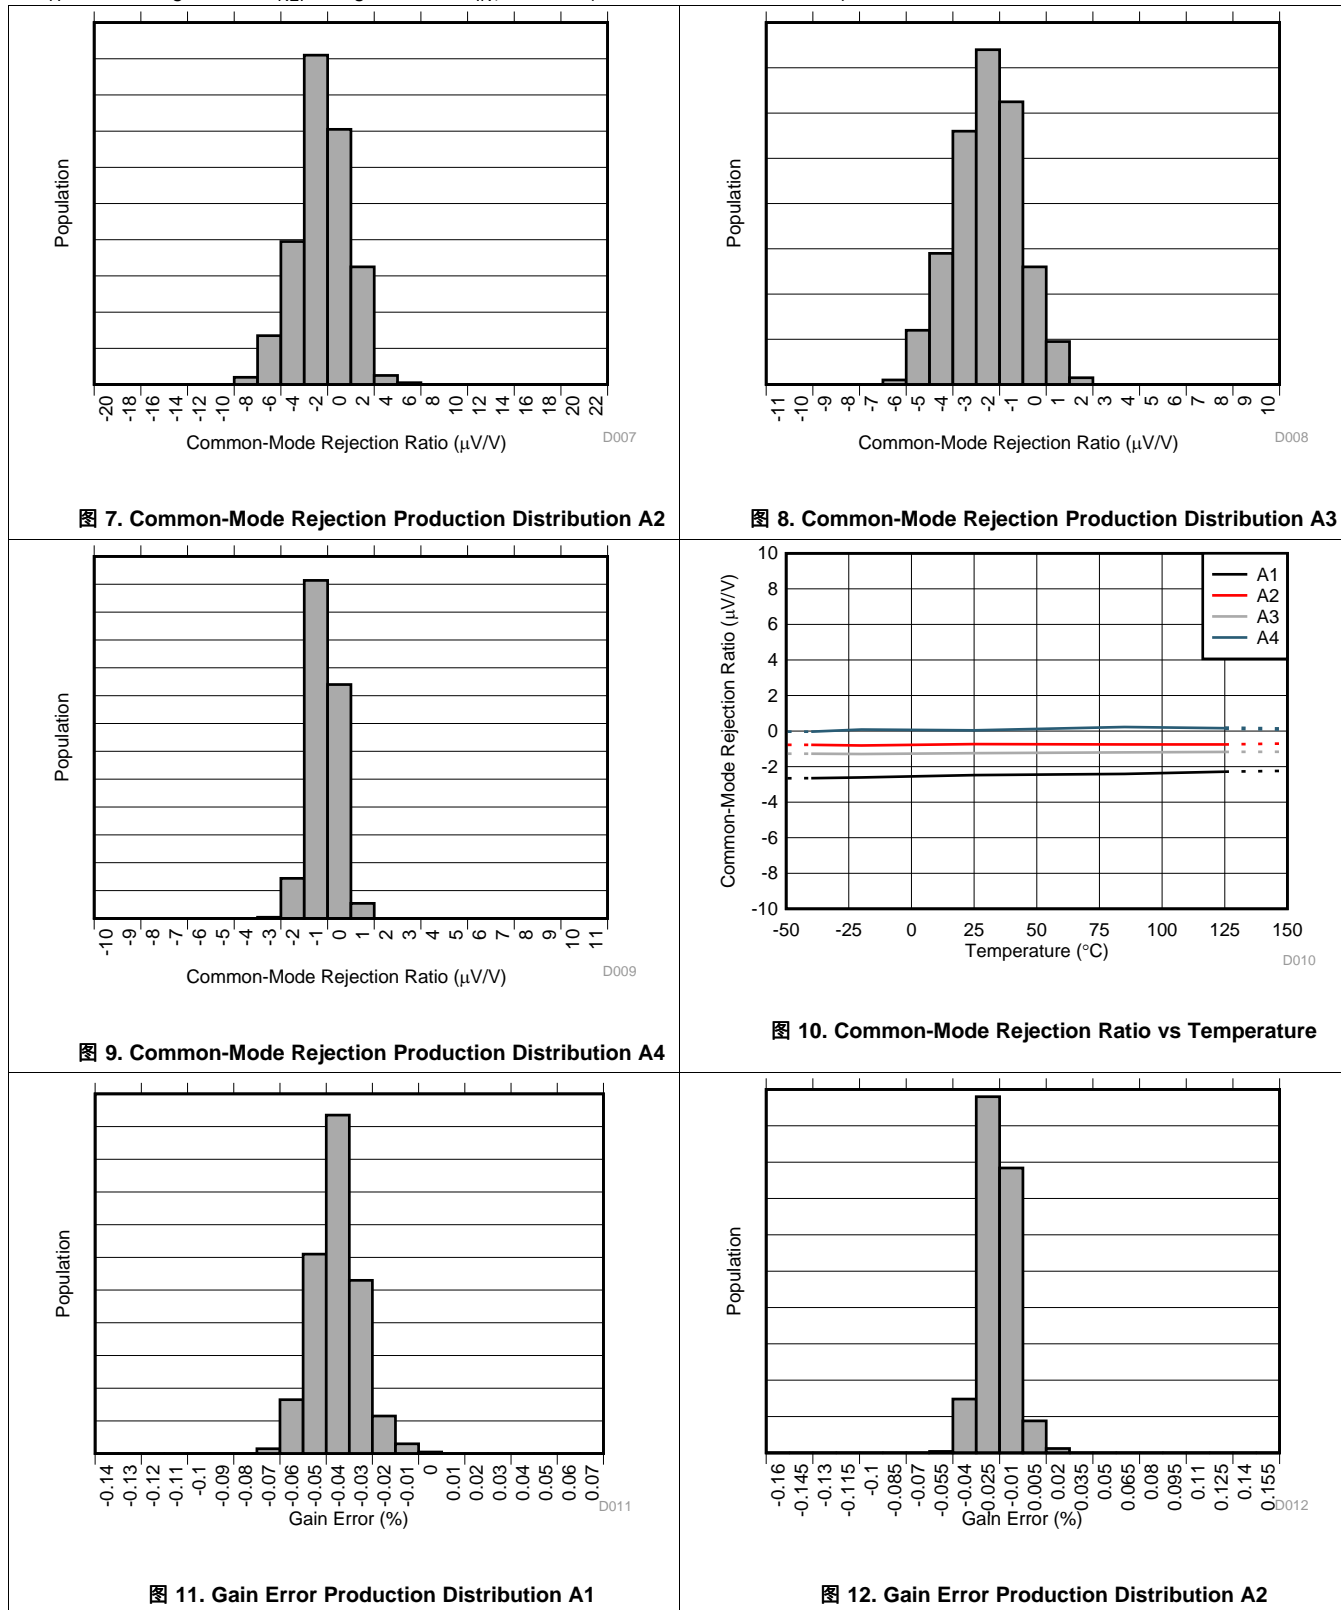 Population
-20 -18 -16 -14 -12 -10 -8 -6 -4 -2 0 2 4 6 8 10 12 14 16 18 20 22
Common-Mode Rejection Ratio (µV/V)
D007
图 7. Common-Mode Rejection Production Distribution A2
Population
-11 -10 -9 -8 -7 -6 -5 -4 -3 -2 -1 0 1 2 3 4 5 6 7 8 9 10
Common-Mode Rejection Ratio (µV/V)
D008
图 8. Common-Mode Rejection Production Distribution A3
Population
-10 -9 -8 -7 -6 -5 -4 -3 -2 -1 0 1 2 3 4 5 6 7 8 9 10 11
Common-Mode Rejection Ratio (µV/V)
D009
图 9. Common-Mode Rejection Production Distribution A4
Common-Mode Rejection Ratio (µV/V)
10
8
6
4
2
0
-2
-4
-6
-8
-10
A1
A2
A3
A4
-50 -25 0 25 50 75 100 125 150
Temperature (°C)
D010
图 10. Common-Mode Rejection Ratio vs Temperature
Population
-0.14 -0.13 -0.12 -0.11 -0.1 -0.09 -0.08 -0.07 -0.06 -0.05 -0.04 -0.03 -0.02 -0.01 0 0.01 0.02 0.03 0.04 0.05 0.06 0.07
Gain Error (%)
D011
图 11. Gain Error Production Distribution A1
Population
-0.16 -0.145 -0.13 -0.115 -0.1 -0.085 -0.07 -0.055 -0.04 -0.025 -0.01 0.005 0.02 0.035 0.05 0.065 0.08 0.095 0.111 0.125 0.14 0.155
Gain Error (%)
D012
图 12. Gain Error Production Distribution A2